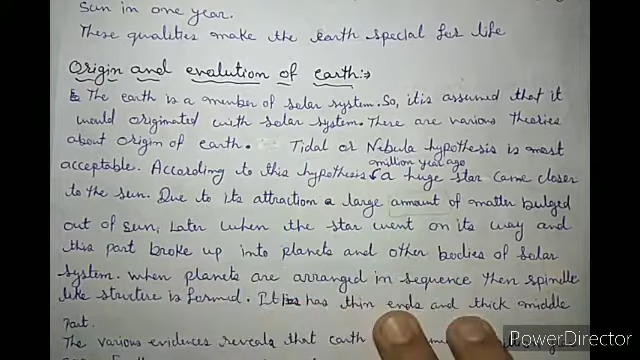 Sun in one year.
These qualities make the Earth special for life
Origin and evalution of earth:→
The earth is a member of solar system. So, it is assumed that it
would originated with solar system. There are various theories
about origin of earth. Tidal or Nebula hypothesis is most
million year ago
acceptable. According to this hypothesis a huge star came closer
to the sun. Due to its attraction a large amount of matter bulged
out of sun, Later when the star went on its way and
this part broke up into planets and other bodies of solar
system. When planets are arranged in sequence then spindle
like structure is formed. It has thin ends and thick middle
Part.
The various evidences reveals that earth
PowerDirector